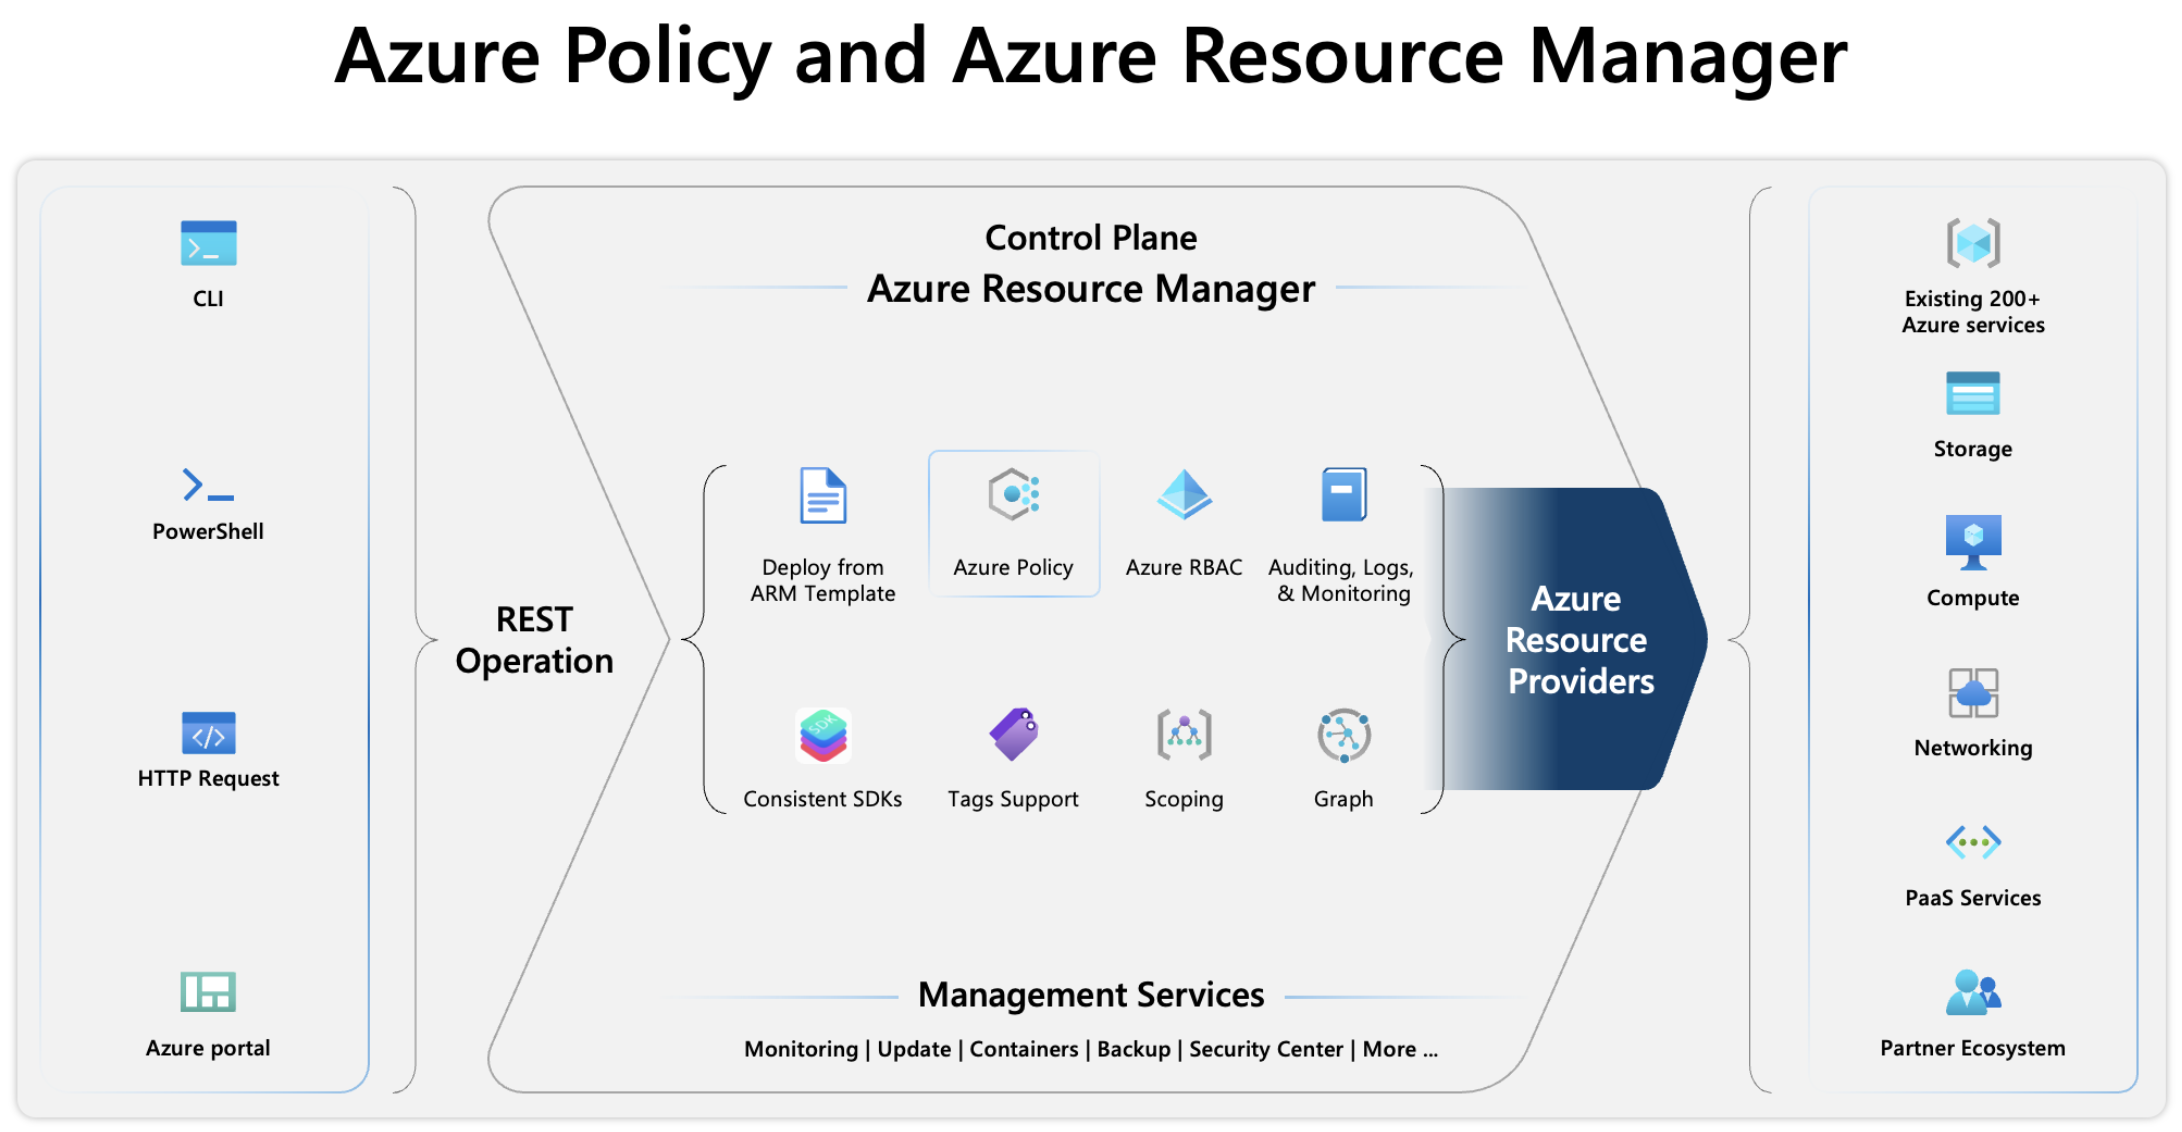 Azure Policy and Azure Resource Manager
CLI
PowerShell
HTTP Request
Azure portal
REST
Operation
Control Plane
Azure Resource Manager
Deploy from
ARM Template
Azure Policy
Azure RBAC
Auditing, Logs,
& Monitoring
SDK
Consistent SDKs
Tags Support
Scoping
Graph
Azure
Resource
Providers
Management Services
Monitoring | Update | Containers | Backup | Security Center | More ...
Existing 200+
Azure services
Storage
Compute
Networking
PaaS Services
Partner Ecosystem